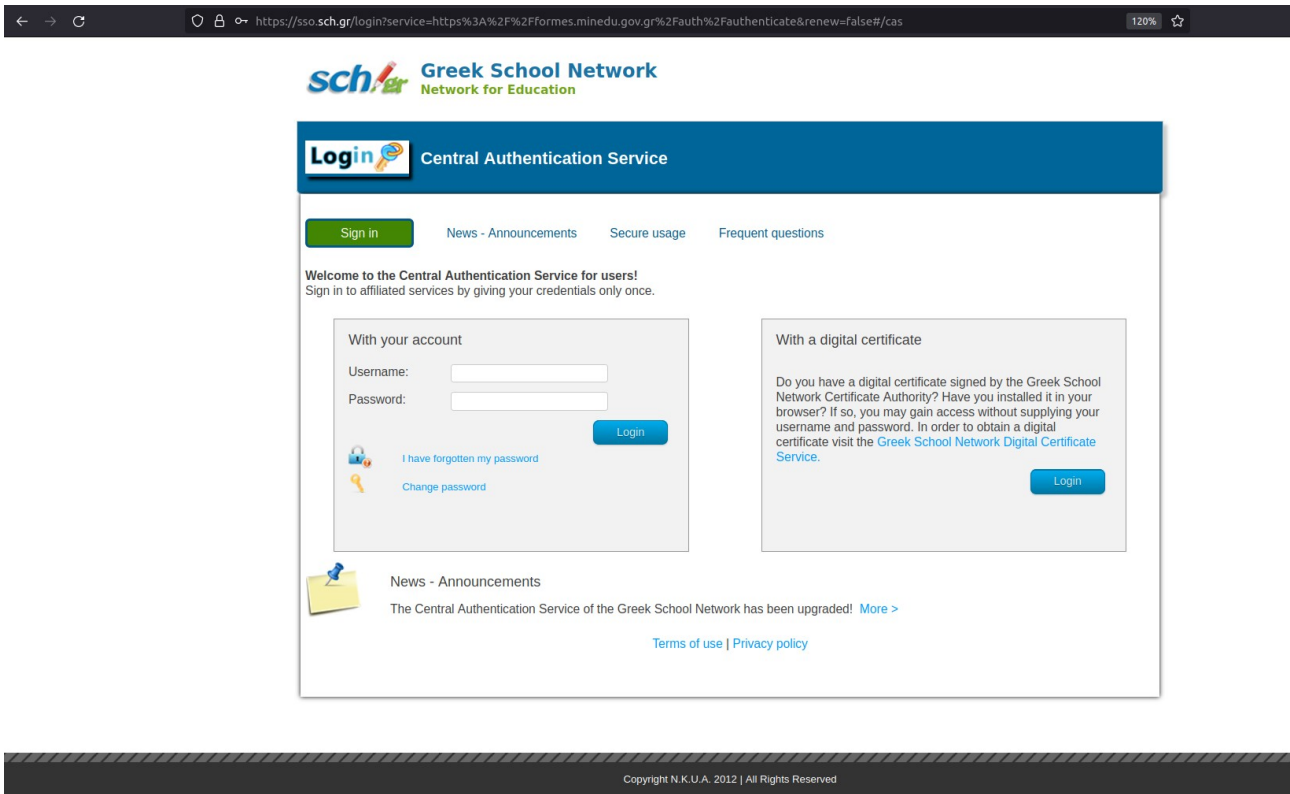 https://sso.sch.gr/login?service=https%3A%2F%2Fformes.minedu.gov.gr%2Fauth%2Fauthenticate&renew=false#/cas
120%
sch gr
Greek School Network
Network for Education
Login
Central Authentication Service
Sign in
News - Announcements
Secure usage
Frequent questions
Welcome to the Central Authentication Service for users!
Sign in to affiliated services by giving your credentials only once.
With your account
Username:
Password:
Login
I have forgotten my password
Change password
With a digital certificate
Do you have a digital certificate signed by the Greek School
Network Certificate Authority? Have you installed it in your
browser? If so, you may gain access without supplying your
username and password. In order to obtain a digital
certificate visit the Greek School Network Digital Certificate
Service.
Login
News - Announcements
The Central Authentication Service of the Greek School Network has been upgraded! More >
Terms of use | Privacy policy
Copyright N.K.U.A. 2012 | All Rights Reserved